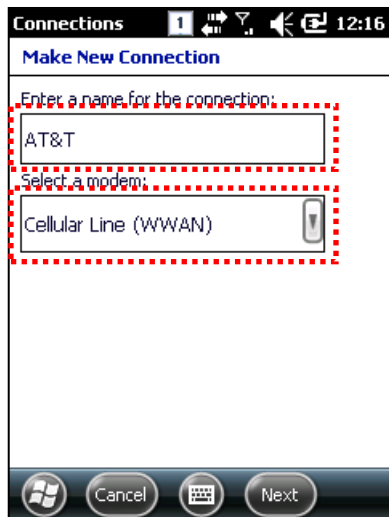 Connections 1 12:16
Make New Connection
Enter a name for the connection:
AT&T
Select a modem:
Cellular Line (WWAN)
Cancel Next